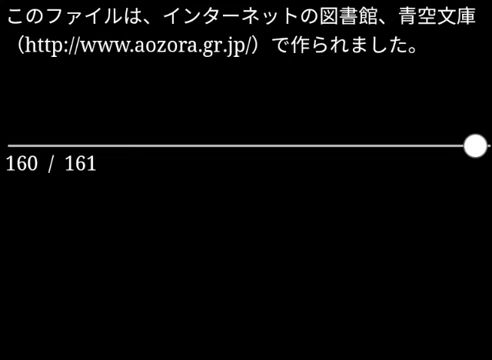 このファイルは、インターネットの図書館、青空文庫
（http://www.aozora.gr.jp/）で作られました。
160 / 161